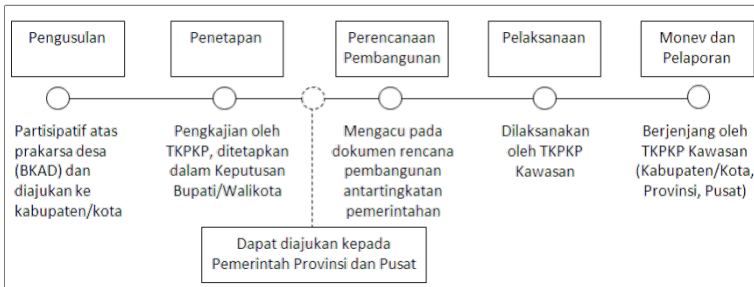 Pengusulan
Penetapan
Perencanaan
Pembangunan
Pelaksanaan
Monev dan
Pelaporan
Partisipatif atas
prakarsa desa
(BKAD) dan
diajukan ke
kabupaten/kota
Pengkajian oleh
TKPKP, ditetapkan
dalam Keputusan
Bupati/Walikota
Mengacu pada
dokumen rencana
pembangunan
antartingkatan
pemerintahan
Dilaksanakan
oleh TKPKP
Kawasan
Berjenjang oleh
TKPKP Kawasan
(Kabupaten/Kota,
Provinsi, Pusat)
Dapat diajukan kepada
Pemerintah Provinsi dan Pusat